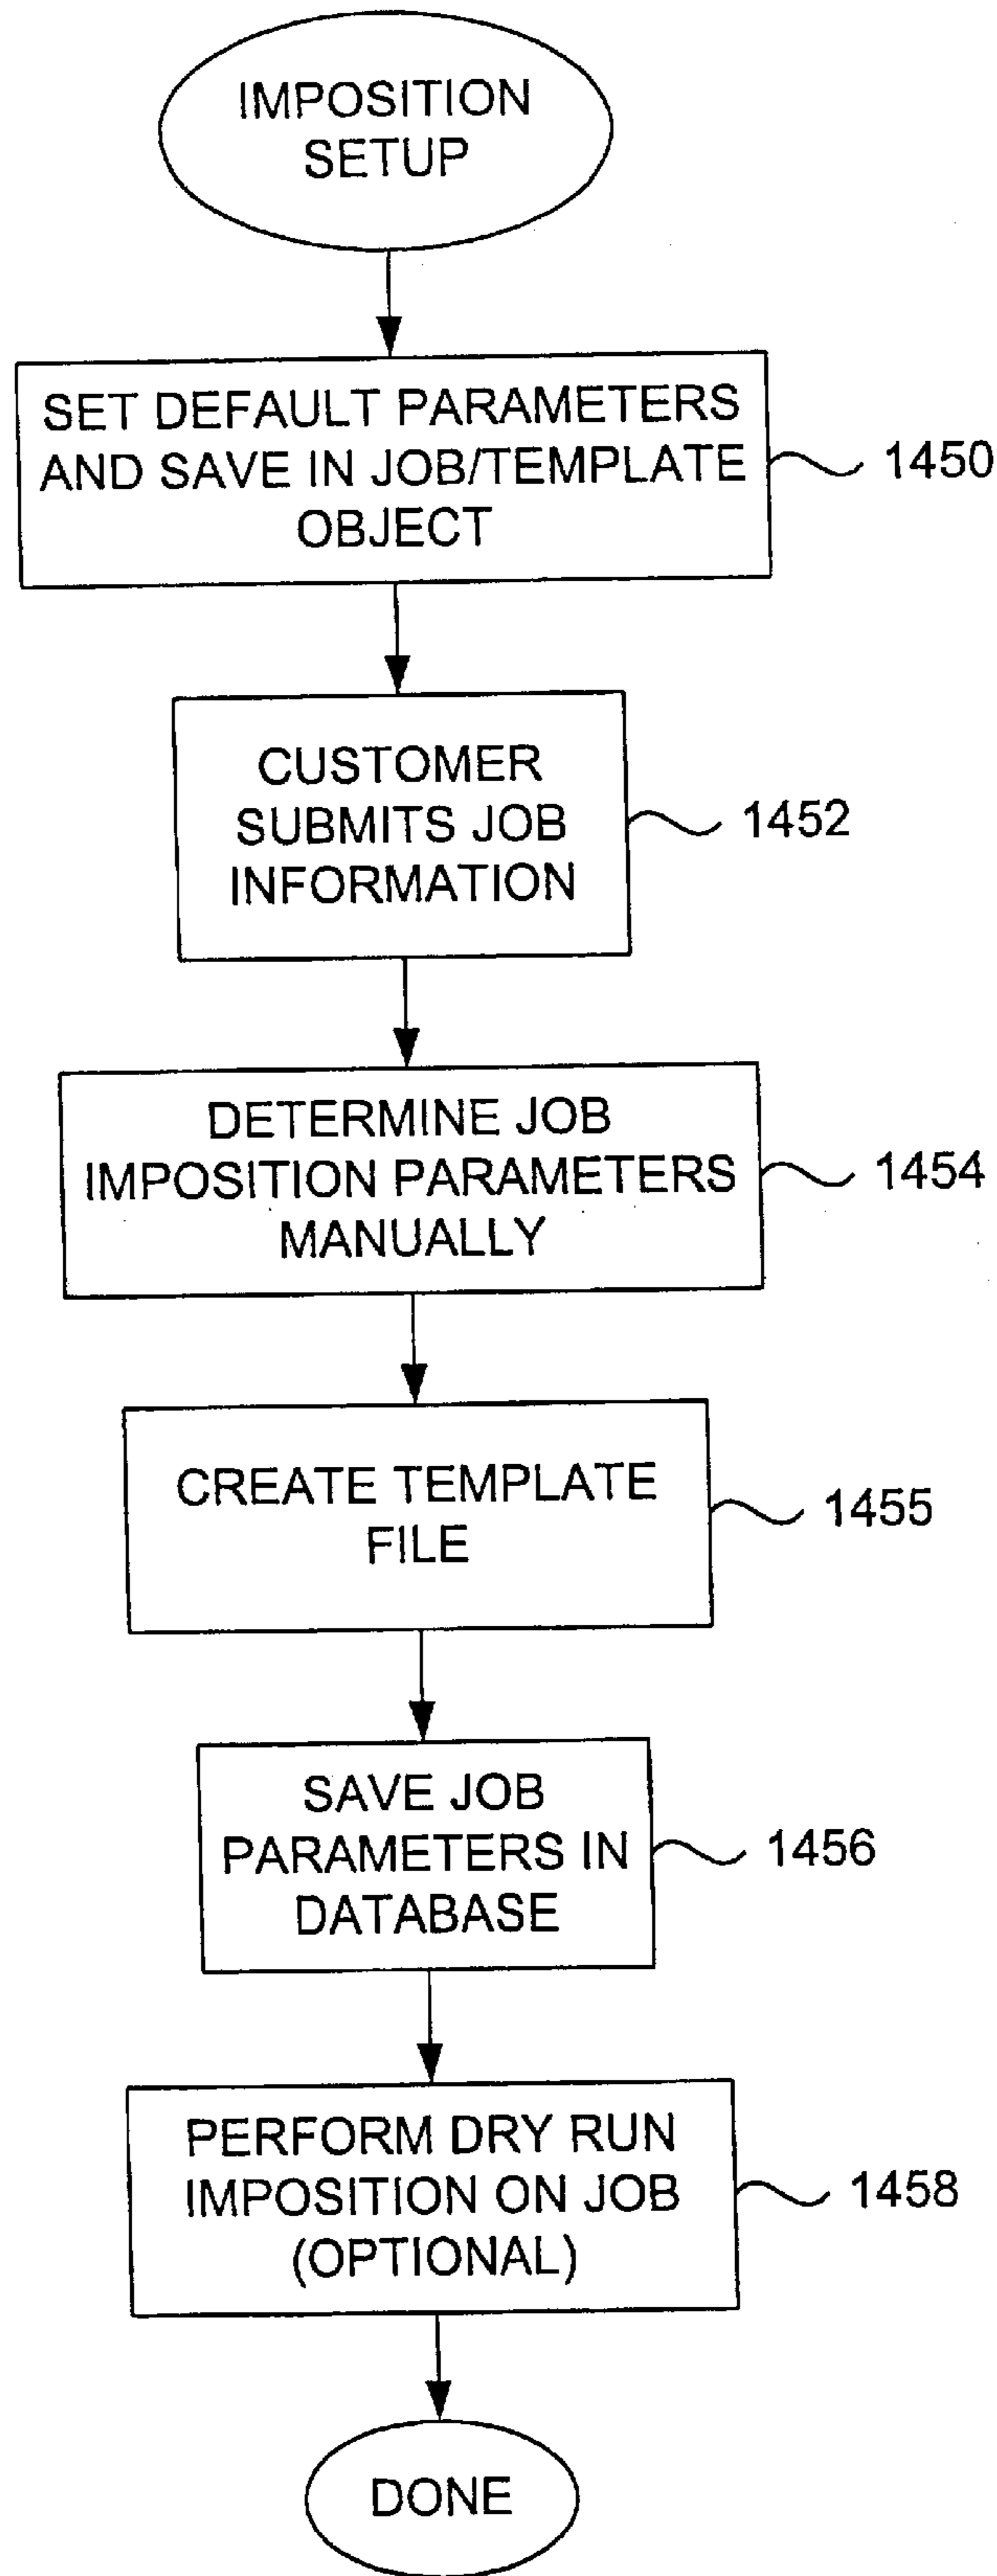 IMPOSITION
SETUP
SET DEFAULT PARAMETERS
AND SAVE IN JOB/TEMPLATE
OBJECT
1450
CUSTOMER
SUBMITS JOB
INFORMATION
1452
DETERMINE JOB
IMPOSITION PARAMETERS
MANUALLY
1454
CREATE TEMPLATE
FILE
1455
SAVE JOB
PARAMETERS IN
DATABASE
1456
PERFORM DRY RUN
IMPOSITION ON JOB
(OPTIONAL)
1458
DONE